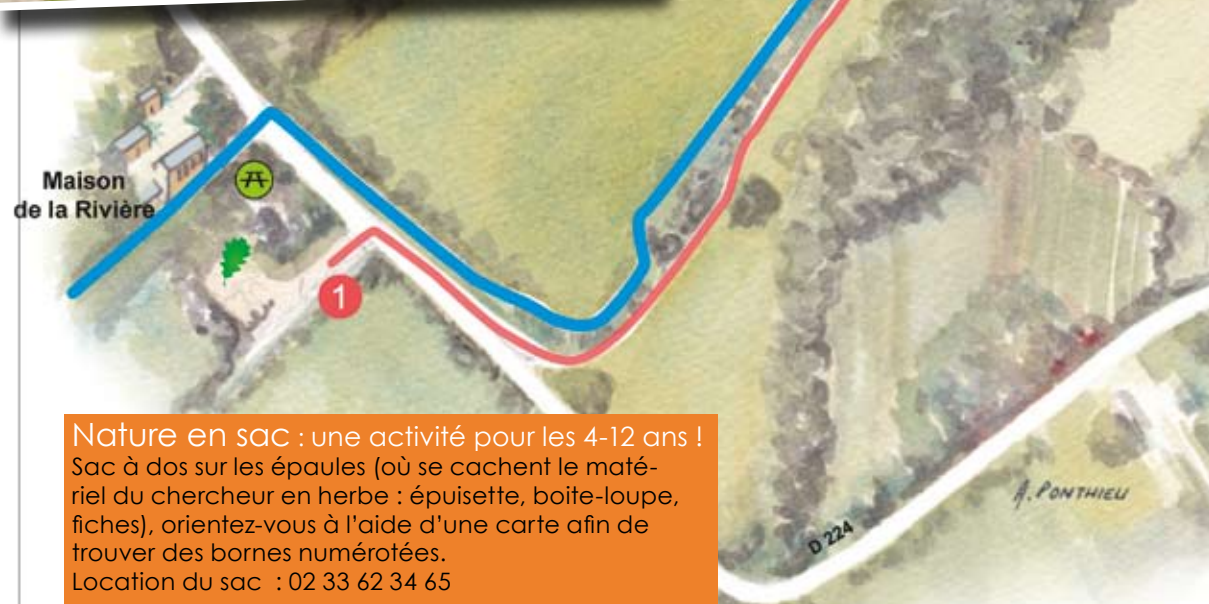 Maison
de la Rivière
1
Nature en sac : une activité pour les 4-12 ans !
Sac à dos sur les épaules (où se cachent le maté-
riel du chercheur en herbe : épuisette, boite-loupe,
fiches), orientez-vous à l'aide d'une carte afin de
trouver des bornes numérotées.
Location du sac : 02 33 62 34 65
D 224
A. PONTHIEU